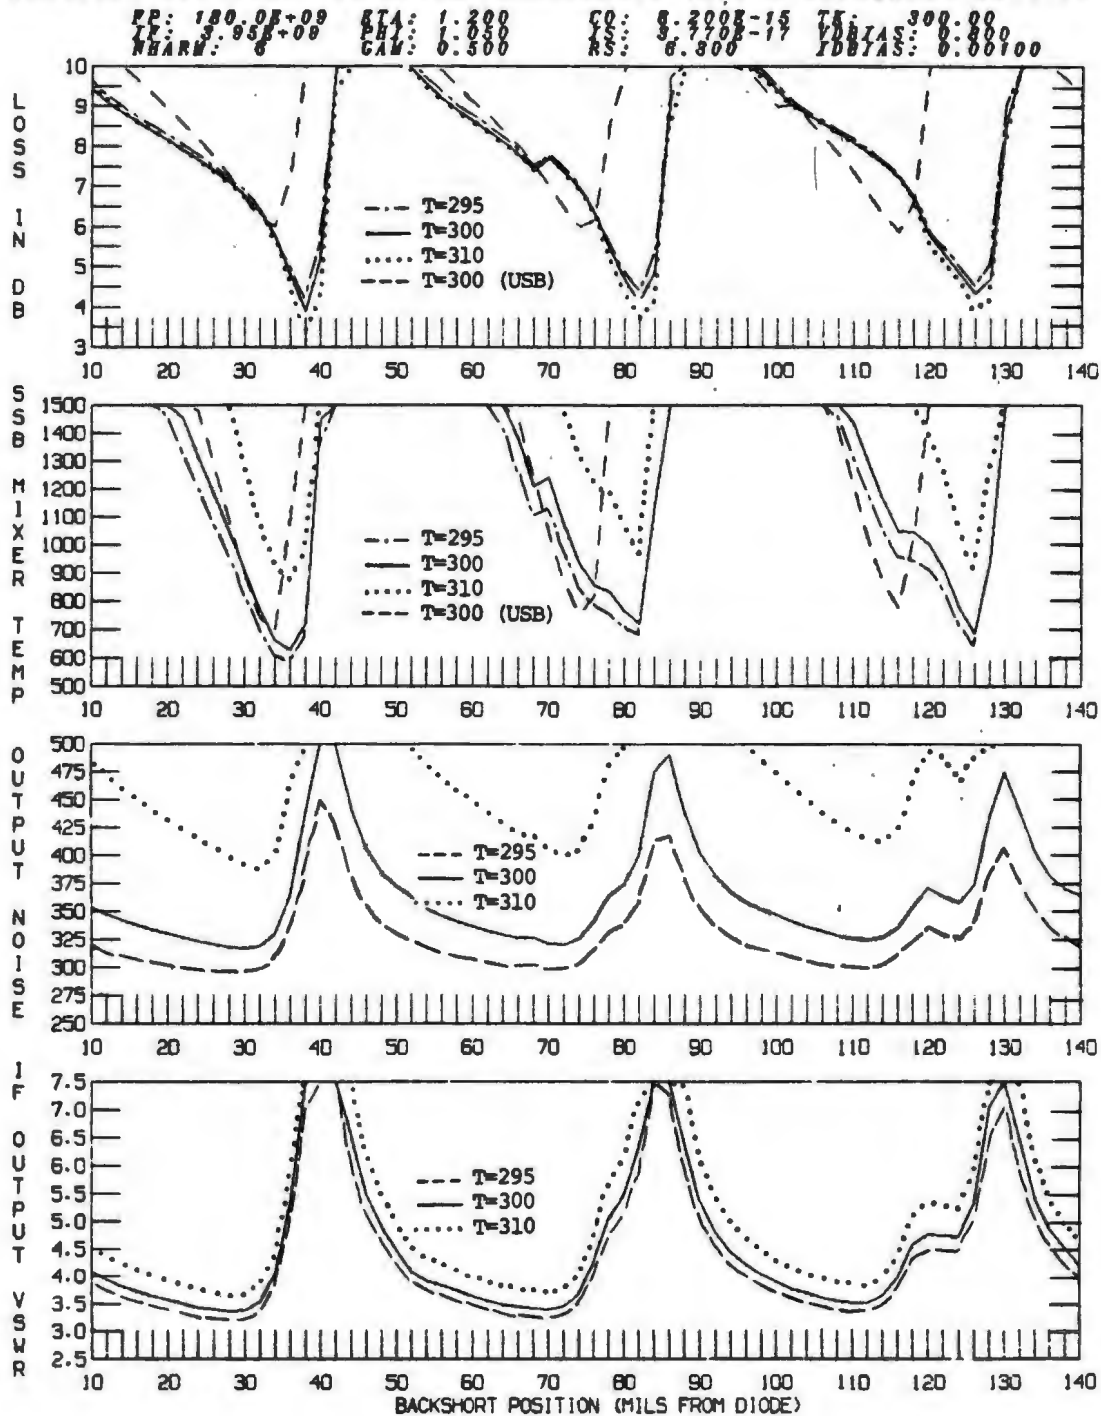 FP: 180.0E+09 ETA: 1.200 CO: 6.200E-15 TK: 300.00
IF: 3.95E+09 PHI: 1.050 IS: 3.770E-17 VDBIAS: 0.800
NHARM: 6 GAM: 0.500 RS: 6.800 IDBIAS: 0.00100
LOSS IN DB
10
9
8
7
6
5
4
3
T=295
T=300
T=310
T=300 (USB)
10 20 30 40 50 60 70 80 90 100 110 120 130 140
SSB MIXER TEMP
1500
1400
1300
1200
1100
1000
900
800
700
600
500
T=295
T=300
T=310
T=300 (USB)
10 20 30 40 50 60 70 80 90 100 110 120 130 140
OUTPUT NOISE
500
475
450
425
400
375
350
325
300
275
250
T=295
T=300
T=310
10 20 30 40 50 60 70 80 90 100 110 120 130 140
IF OUTPUT VSWR
7.5
7.0
6.5
6.0
5.5
5.0
4.5
4.0
3.5
3.0
2.5
T=295
T=300
T=310
10 20 30 40 50 60 70 80 90 100 110 120 130 140
BACKSHORT POSITION (MILS FROM DIODE)